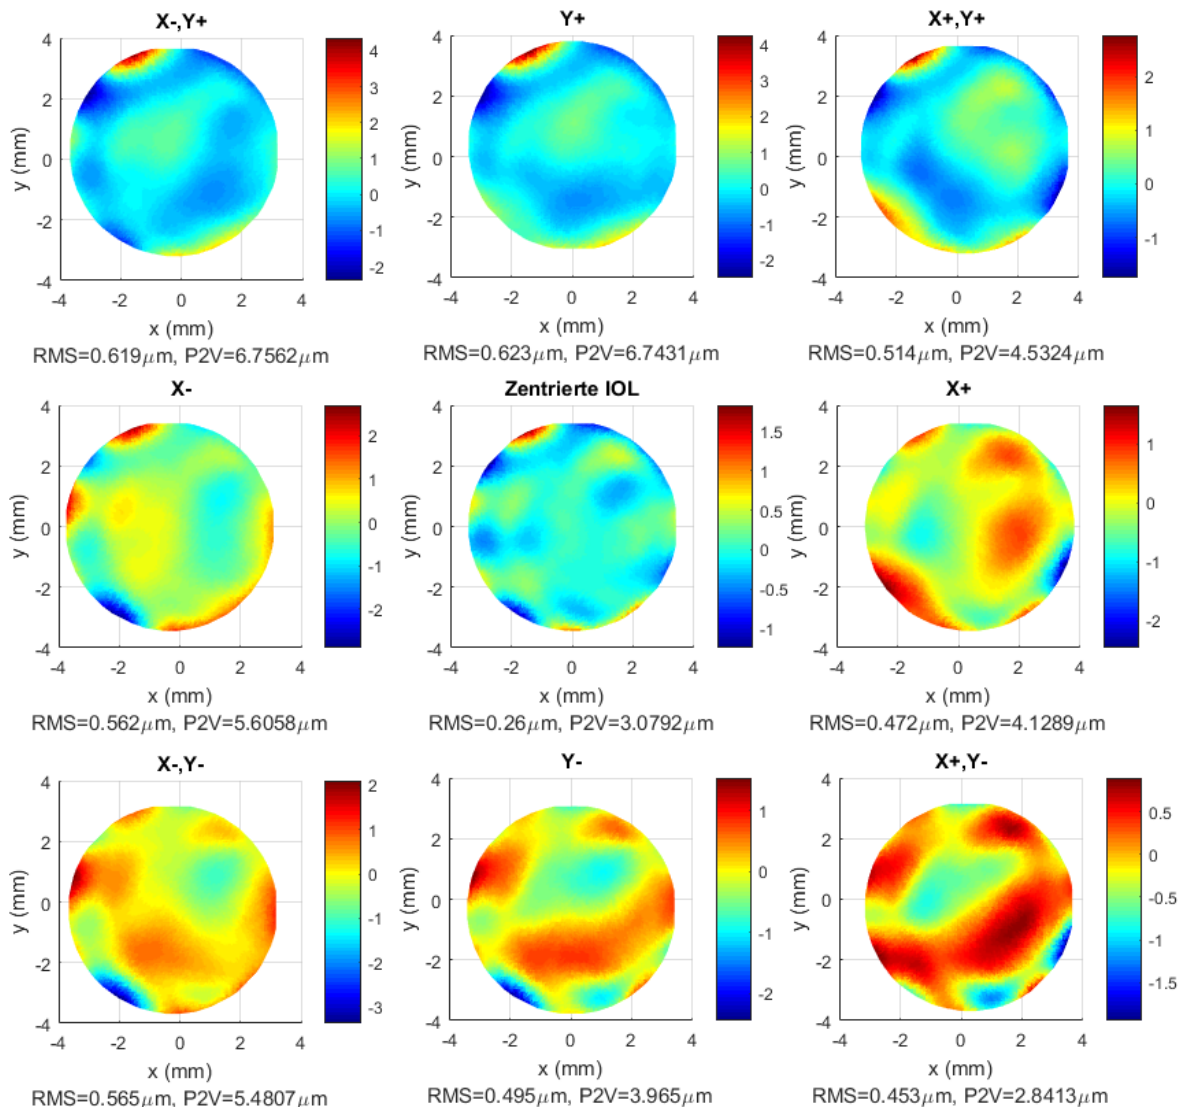 X-,Y+
Y+
X+,Y+
4
2
0
-2
-4
y (mm)
-4 -2 0 2 4
x (mm)
4
3
2
1
0
-1
-2
RMS=0.619μm, P2V=6.7562μm
4
2
0
-2
-4
y (mm)
-4 -2 0 2 4
x (mm)
4
3
2
1
0
-1
-2
RMS=0.623μm, P2V=6.7431μm
4
2
0
-2
-4
y (mm)
-4 -2 0 2 4
x (mm)
2
1
0
-1
RMS=0.514μm, P2V=4.5324μm
X-
Zentrierte IOL
X+
4
2
0
-2
-4
y (mm)
-4 -2 0 2 4
x (mm)
2
1
0
-1
-2
RMS=0.562μm, P2V=5.6058μm
4
2
0
-2
-4
y (mm)
-4 -2 0 2 4
x (mm)
1.5
1
0.5
0
-0.5
-1
RMS=0.26μm, P2V=3.0792μm
4
2
0
-2
-4
y (mm)
-4 -2 0 2 4
x (mm)
1
0
-1
-2
RMS=0.472μm, P2V=4.1289μm
X-,Y-
Y-
X+,Y-
4
2
0
-2
-4
y (mm)
-4 -2 0 2 4
x (mm)
2
1
0
-1
-2
-3
RMS=0.565μm, P2V=5.4807μm
4
2
0
-2
-4
y (mm)
-4 -2 0 2 4
x (mm)
1
0
-1
-2
RMS=0.495μm, P2V=3.965μm
4
2
0
-2
-4
y (mm)
-4 -2 0 2 4
x (mm)
0.5
0
-0.5
-1
-1.5
RMS=0.453μm, P2V=2.8413μm